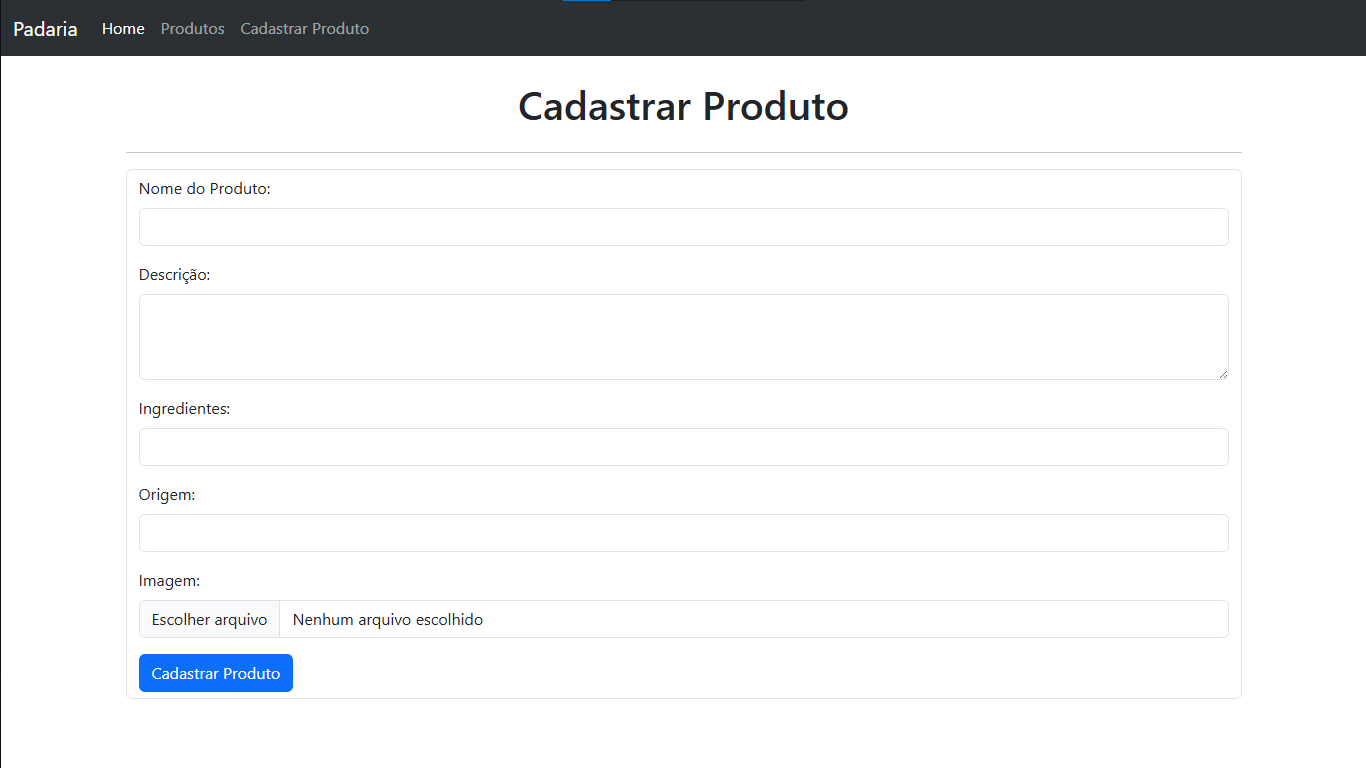 Padaria Home Produtos Cadastrar Produto
Cadastrar Produto
Nome do Produto:
Descrição:
Ingredientes:
Origem:
Imagem:
Escolher arquivo Nenhum arquivo escolhido
Cadastrar Produto